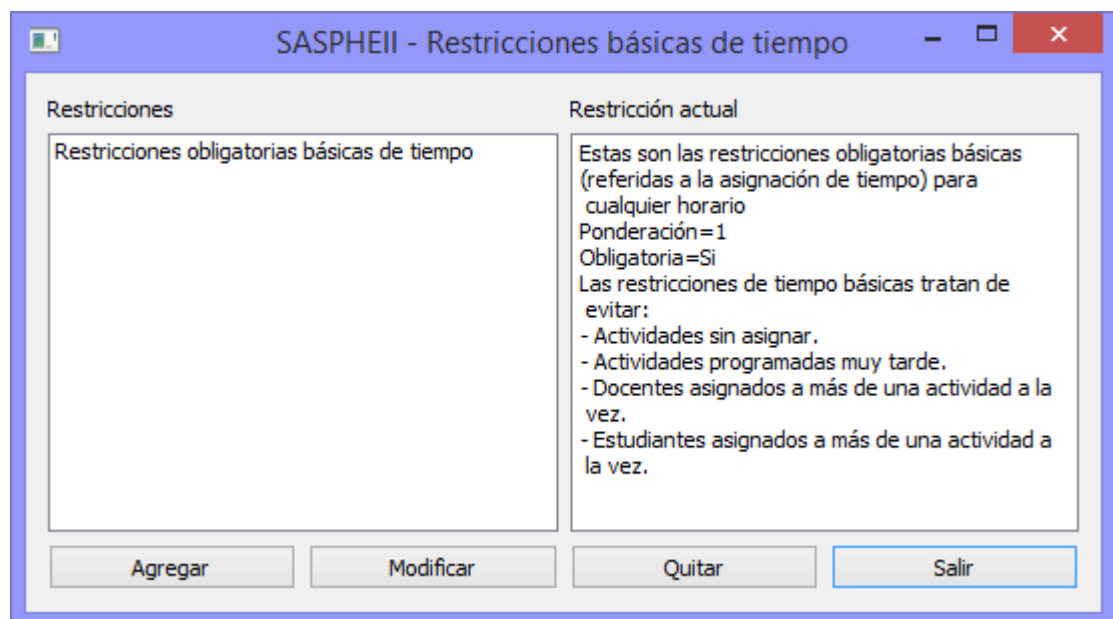 SASPHEII - Restricciones básicas de tiempo
Restricciones
Restricción actual
Restricciones obligatorias básicas de tiempo
Estas son las restricciones obligatorias básicas
(referidas a la asignación de tiempo) para
cualquier horario
Ponderación=1
Obligatoria=Si
Las restricciones de tiempo básicas tratan de
evitar:
- Actividades sin asignar.
- Actividades programadas muy tarde.
- Docentes asignados a más de una actividad a la
vez.
- Estudiantes asignados a más de una actividad a
la vez.
Agregar
Modificar
Quitar
Salir